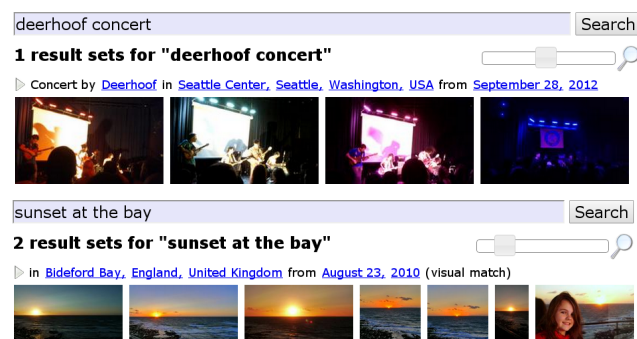 deerhoof concert Search
1 result sets for "deerhoof concert"
Concert by Deerhoof in Seattle Center, Seattle, Washington, USA from September 28, 2012
sunset at the bay Search
2 result sets for "sunset at the bay"
in Bideford Bay, England, United Kingdom from August 23, 2010 (visual match)